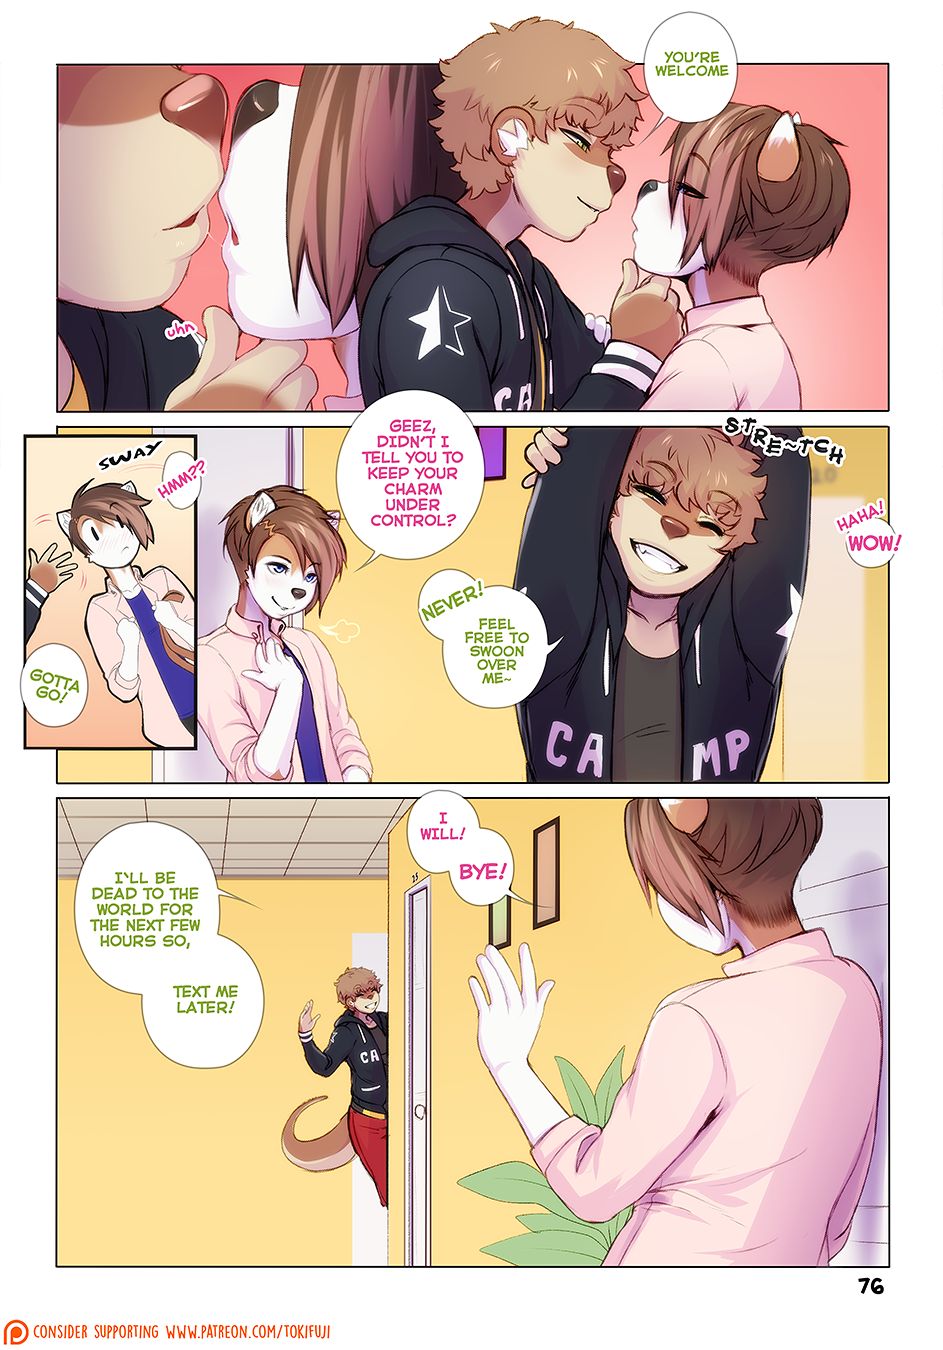 YOU'RE
WELCOME
uhn
SWAY
HMM??
GOTTA
GO!
GEEZ,
DIDN'T I
TELL YOU TO
KEEP YOUR
CHARM
UNDER
CONTROL?
STRE~TCH
HAHA!
WOW!
NEVER!
FEEL
FREE TO
SWOON
OVER
ME~
CA MP
I
WILL!
BYE!
I'LL BE
DEAD TO THE
WORLD FOR
THE NEXT FEW
HOURS SO,
TEXT ME
LATER!
CA
76
CONSIDER SUPPORTING WWW.PATREON.COM/TOKIFUJI